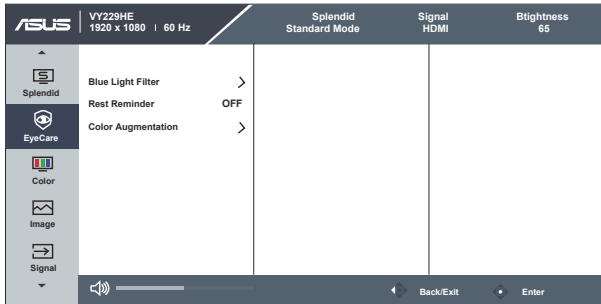 ASUS
VY229HE
1920 x 1080 | 60 Hz
Splendid
Standard Mode
Signal
HDMI
Btightness
65
Splendid
EyeCare
Color
Image
Signal
Blue Light Filter
Rest Reminder OFF
Color Augmentation
Back/Exit
Enter